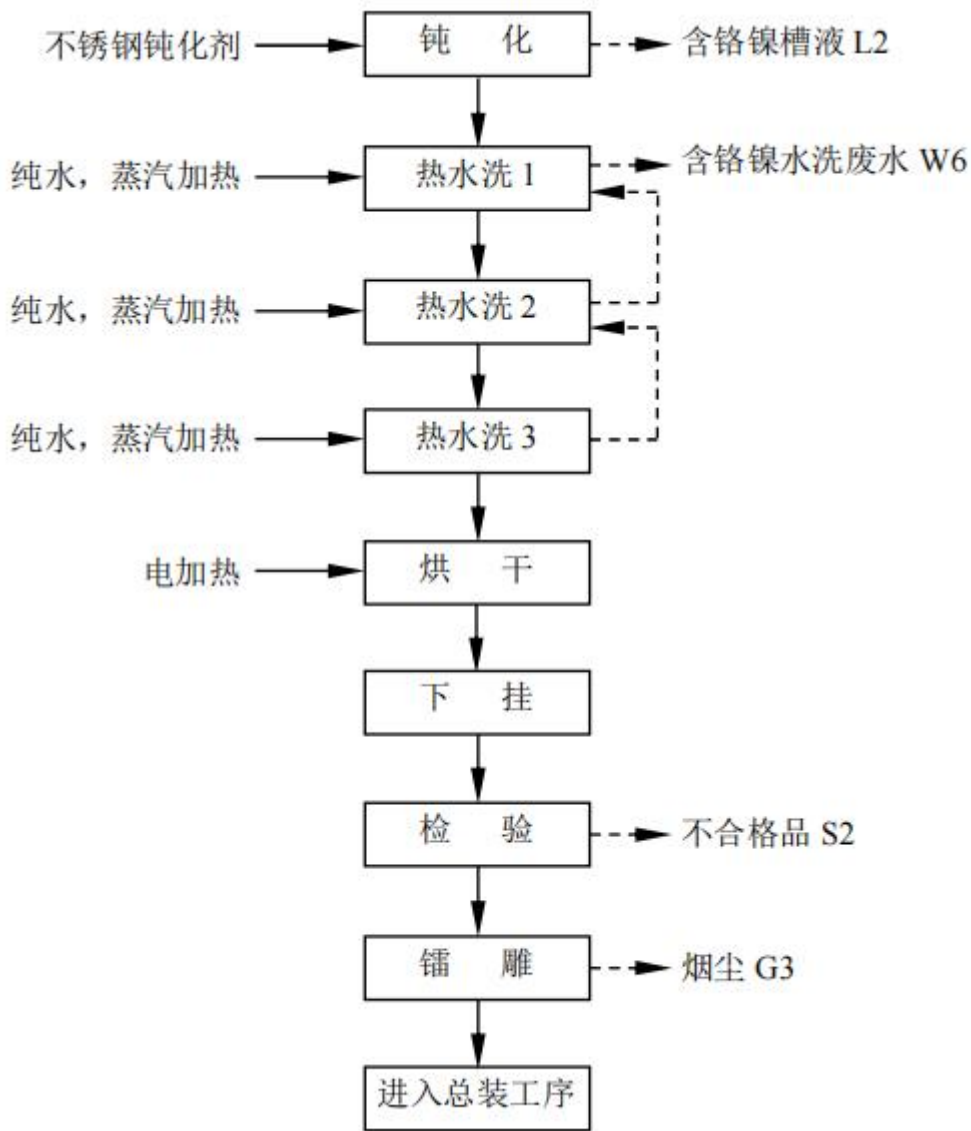 不锈钢钝化剂 钝 化 含铬镍槽液 L2
纯水，蒸汽加热 热水洗 1 含铬镍水洗废水 W6
纯水，蒸汽加热 热水洗 2
纯水，蒸汽加热 热水洗 3
电加热 烘 干
下 挂
检 验 不合格品 S2
镭 雕 烟尘 G3
进入总装工序